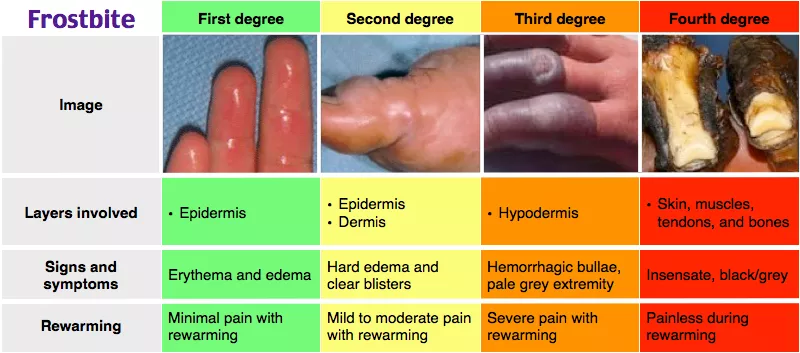 Frostbite
First degree
Second degree
Third degree
Fourth degree
Image
Layers involved
• Epidermis
• Epidermis
• Dermis
• Hypodermis
• Skin, muscles,
tendons, and bones
Signs and
symptoms
Erythema and edema
Hard edema and
clear blisters
Hemorrhagic bullae,
pale grey extremity
Insensate, black/grey
Rewarming
Minimal pain with
rewarming
Mild to moderate pain
with rewarming
Severe pain with
rewarming
Painless during
rewarming